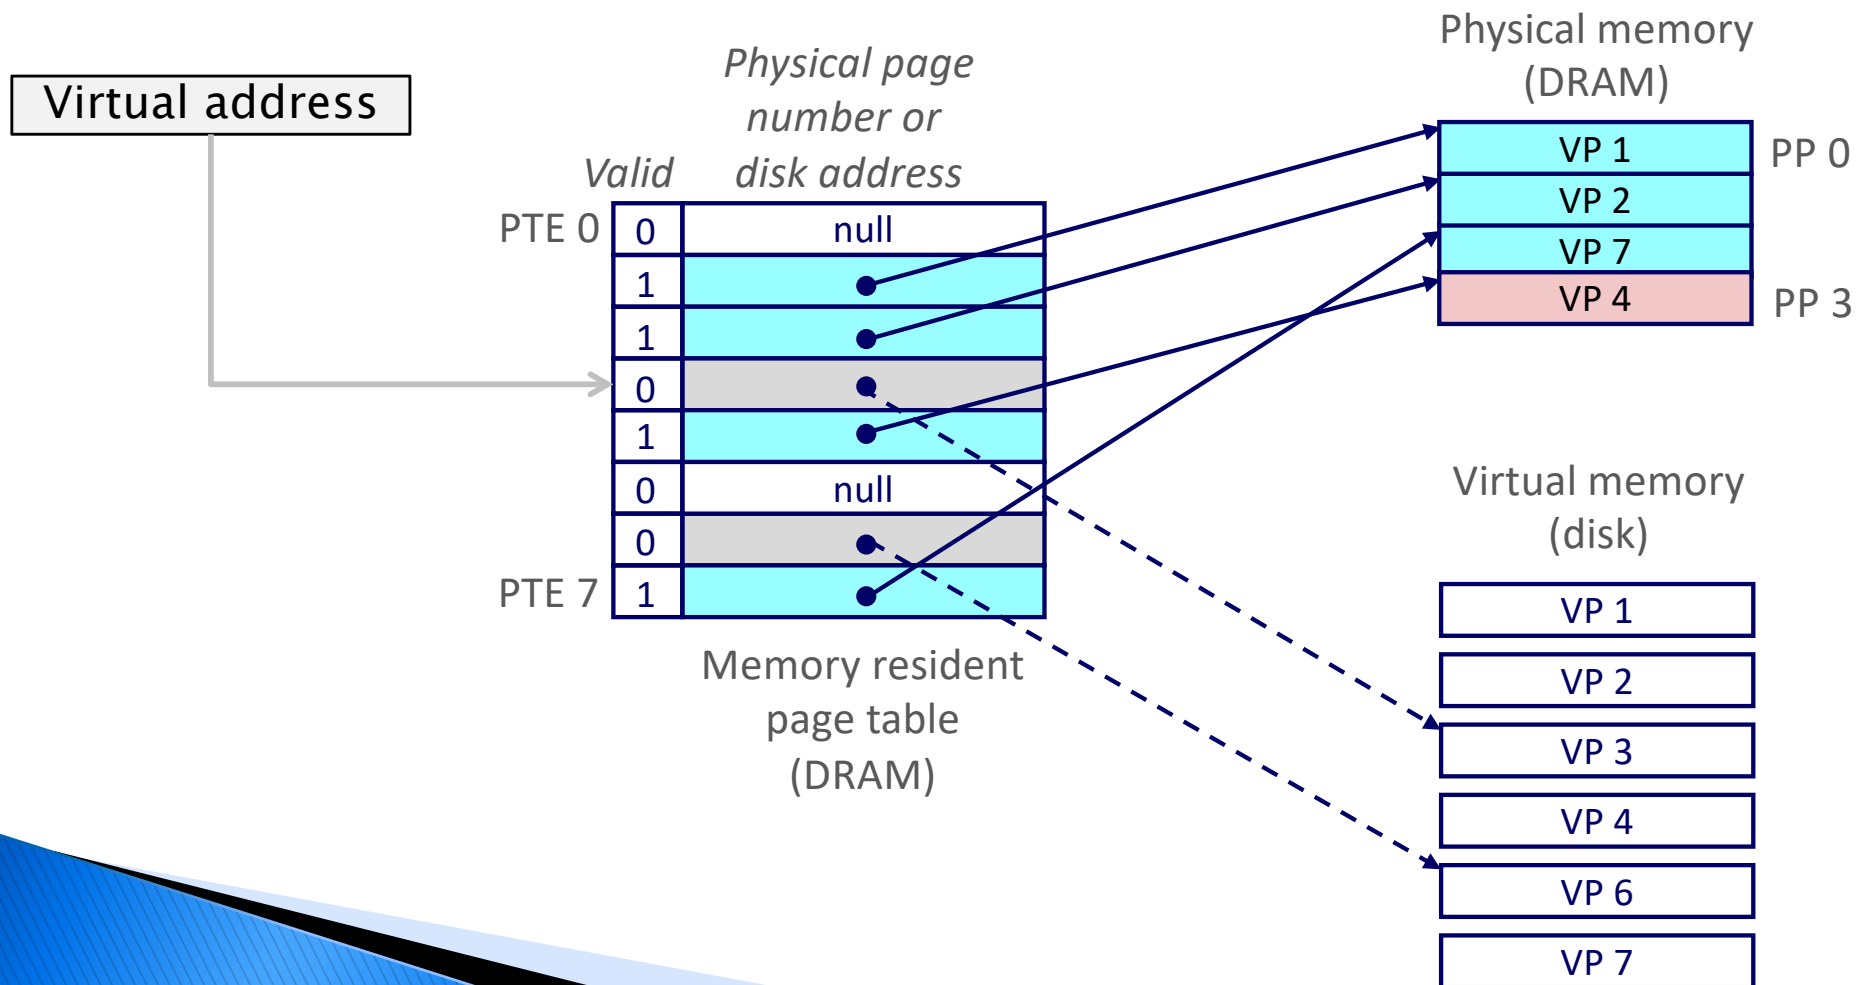 Virtual address
Physical page
number or
disk address
Valid
PTE 0
0
null
1
1
0
1
0
null
0
PTE 7
1
Memory resident
page table
(DRAM)
Physical memory
(DRAM)
VP 1
PP 0
VP 2
VP 7
VP 4
PP 3
Virtual memory
(disk)
VP 1
VP 2
VP 3
VP 4
VP 6
VP 7